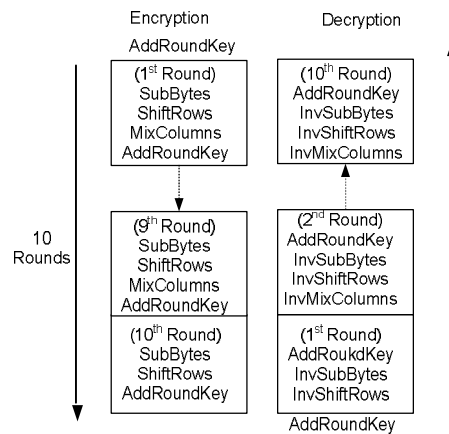 Encryption
AddRoundKey
(1st Round)
SubBytes
ShiftRows
MixColumns
AddRoundKey
(9th Round)
SubBytes
ShiftRows
MixColumns
AddRoundKey
(10th Round)
SubBytes
ShiftRows
AddRoundKey
10
Rounds
Decryption
(10th Round)
AddRoundKey
InvSubBytes
InvShiftRows
InvMixColumns
(2nd Round)
AddRoundKey
InvSubBytes
InvShiftRows
InvMixColumns
(1st Round)
AddRoukdKey
InvSubBytes
InvShiftRows
AddRoundKey